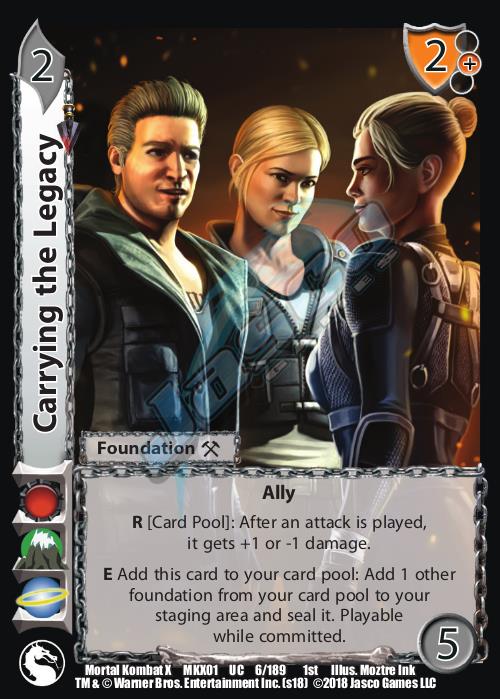 2
2 +
Carrying the Legacy
Foundation
Ally
R [Card Pool]: After an attack is played,
it gets +1 or -1 damage.
E Add this card to your card pool: Add 1 other
foundation from your card pool to your
staging area and seal it. Playable
while committed.
5
Mortal Kombat X MKX01 UC 6/189 1st Illus. Moztre Ink
TM & © Warner Bros. Entertainment Inc. (s18) ©2018 Jasco Games LLC